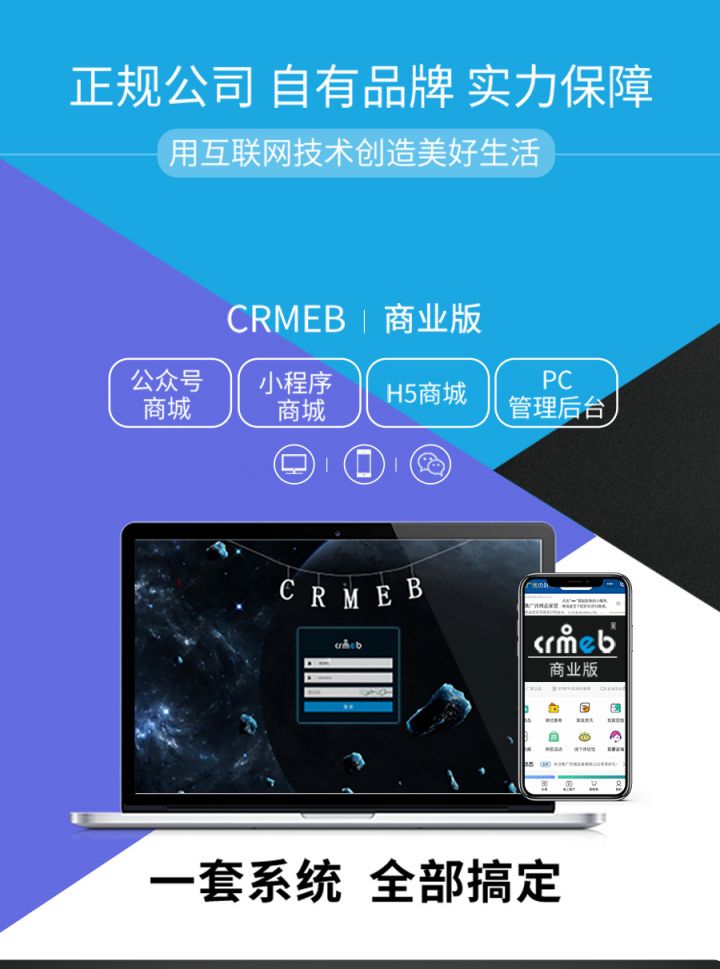 正规公司 自有品牌 实力保障
用互联网技术创造美好生活
CRMEB | 商业版
公众号
商城
小程序
商城
H5商城
PC
管理后台
CRMEB
crmeb
crmeb
商业版
一套系统 全部搞定